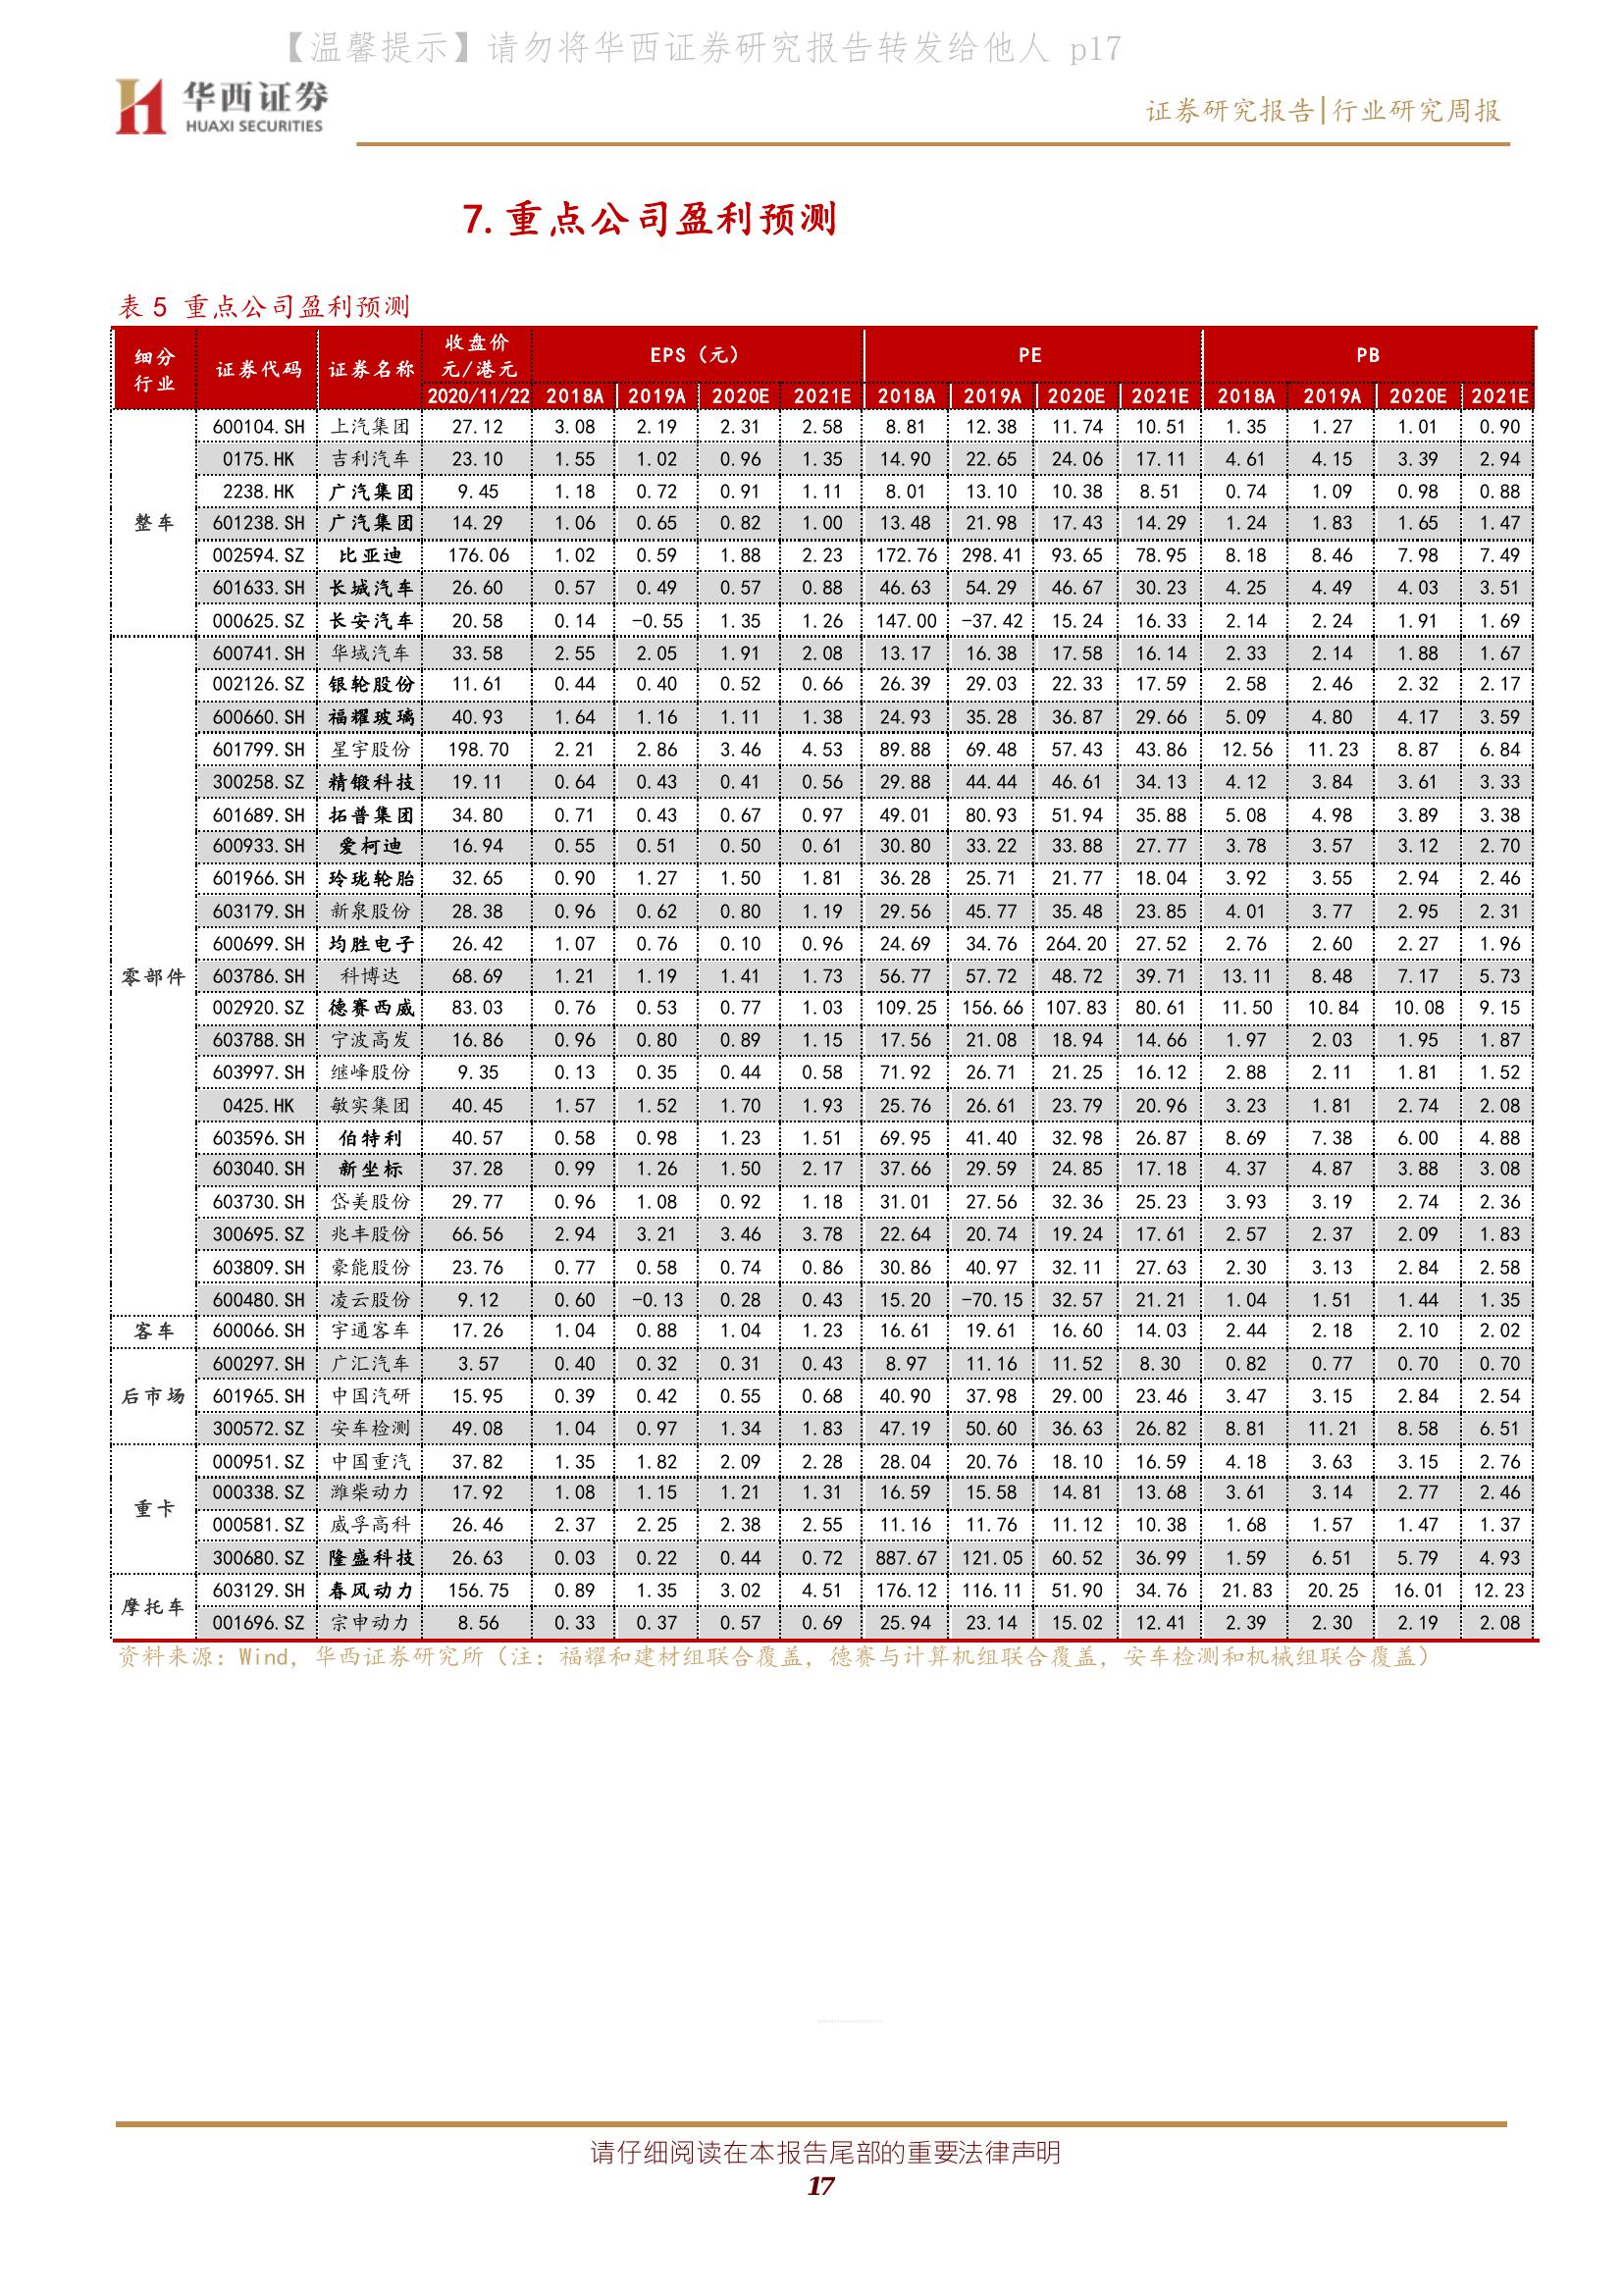 【温馨提示】请勿将华西证券研究报告转发给他人 p17
华西证券
HUAXI SECURITIES
证券研究报告|行业研究周报
7.重点公司盈利预测
表 5 重点公司盈利预测
细分行业 证券代码 证券名称 收盘价元/港元 EPS（元） PE PB
2020/11/22 2018A 2019A 2020E 2021E 2018A 2019A 2020E 2021E 2018A 2019A 2020E 2021E
整车
600104.SH 上汽集团 27.12 3.08 2.19 2.31 2.58 8.81 12.38 11.74 10.51 1.35 1.27 1.01 0.90
0175.HK 吉利汽车 23.10 1.55 1.02 0.96 1.35 14.90 22.65 24.06 17.11 4.61 4.15 3.39 2.94
2238.HK 广汽集团 9.45 1.18 0.72 0.91 1.11 8.01 13.10 10.38 8.51 0.74 1.09 0.98 0.88
601238.SH 广汽集团 14.29 1.06 0.65 0.82 1.00 13.48 21.98 17.43 14.29 1.24 1.83 1.65 1.47
002594.SZ 比亚迪 176.06 1.02 0.59 1.88 2.23 172.76 298.41 93.65 78.95 8.18 8.46 7.98 7.49
601633.SH 长城汽车 26.60 0.57 0.49 0.57 0.88 46.63 54.29 46.67 30.23 4.25 4.49 4.03 3.51
000625.SZ 长安汽车 20.58 0.14 -0.55 1.35 1.26 147.00 -37.42 15.24 16.33 2.14 2.24 1.91 1.69
零部件
600741.SH 华域汽车 33.58 2.55 2.05 1.91 2.08 13.17 16.38 17.58 16.14 2.33 2.14 1.88 1.67
002126.SZ 银轮股份 11.61 0.44 0.40 0.52 0.66 26.39 29.03 22.33 17.59 2.58 2.46 2.32 2.17
600660.SH 福耀玻璃 40.93 1.64 1.16 1.11 1.38 24.93 35.28 36.87 29.66 5.09 4.80 4.17 3.59
601799.SH 星宇股份 198.70 2.21 2.86 3.46 4.53 89.88 69.48 57.43 43.86 12.56 11.23 8.87 6.84
300258.SZ 精锻科技 19.11 0.64 0.43 0.41 0.56 29.88 44.44 46.61 34.13 4.12 3.84 3.61 3.33
601689.SH 拓普集团 34.80 0.71 0.43 0.67 0.97 49.01 80.93 51.94 35.88 5.08 4.98 3.89 3.38
600933.SH 爱柯迪 16.94 0.55 0.51 0.50 0.61 30.80 33.22 33.88 27.77 3.78 3.57 3.12 2.70
601966.SH 玲珑轮胎 32.65 0.90 1.27 1.50 1.81 36.28 25.71 21.77 18.04 3.92 3.55 2.94 2.46
603179.SH 新泉股份 28.38 0.96 0.62 0.80 1.19 29.56 45.77 35.48 23.85 4.01 3.77 2.95 2.31
600699.SH 均胜电子 26.42 1.07 0.76 0.10 0.96 24.69 34.76 264.20 27.52 2.76 2.60 2.27 1.96
603786.SH 科博达 68.69 1.21 1.19 1.41 1.73 56.77 57.72 48.72 39.71 13.11 8.48 7.17 5.73
002920.SZ 德赛西威 83.03 0.76 0.53 0.77 1.03 109.25 156.66 107.83 80.61 11.50 10.84 10.08 9.15
603788.SH 宁波高发 16.86 0.96 0.80 0.89 1.15 17.56 21.08 18.94 14.66 1.97 2.03 1.95 1.87
603997.SH 继峰股份 9.35 0.13 0.35 0.44 0.58 71.92 26.71 21.25 16.12 2.88 2.11 1.81 1.52
0425.HK 敏实集团 40.45 1.57 1.52 1.70 1.93 25.76 26.61 23.79 20.96 3.23 1.81 2.74 2.08
603596.SH 伯特利 40.57 0.58 0.98 1.23 1.51 69.95 41.40 32.98 26.87 8.69 7.38 6.00 4.88
603040.SH 新坐标 37.28 0.99 1.26 1.50 2.17 37.66 29.59 24.85 17.18 4.37 4.87 3.88 3.08
603730.SH 岱美股份 29.77 0.96 1.08 0.92 1.18 31.01 27.56 32.36 25.23 3.93 3.19 2.74 2.36
300695.SZ 兆丰股份 66.56 2.94 3.21 3.46 3.78 22.64 20.74 19.24 17.61 2.57 2.37 2.09 1.83
603809.SH 豪能股份 23.76 0.77 0.58 0.74 0.86 30.86 40.97 32.11 27.63 2.30 3.13 2.84 2.58
600480.SH 凌云股份 9.12 0.60 -0.13 0.28 0.43 15.20 -70.15 32.57 21.21 1.04 1.51 1.44 1.35
客车 600066.SH 宇通客车 17.26 1.04 0.88 1.04 1.23 16.61 19.61 16.60 14.03 2.44 2.18 2.10 2.02
后市场
600297.SH 广汇汽车 3.57 0.40 0.32 0.31 0.43 8.97 11.16 11.52 8.30 0.82 0.77 0.70 0.70
601965.SH 中国汽研 15.95 0.39 0.42 0.55 0.68 40.90 37.98 29.00 23.46 3.47 3.15 2.84 2.54
300572.SZ 安车检测 49.08 1.04 0.97 1.34 1.83 47.19 50.60 36.63 26.82 8.81 11.21 8.58 6.51
重卡
000951.SZ 中国重汽 37.82 1.35 1.82 2.09 2.28 28.04 20.76 18.10 16.59 4.18 3.63 3.15 2.76
000338.SZ 潍柴动力 17.92 1.08 1.15 1.21 1.31 16.59 15.58 14.81 13.68 3.61 3.14 2.77 2.46
000581.SZ 威孚高科 26.46 2.37 2.25 2.38 2.55 11.16 11.76 11.12 10.38 1.68 1.57 1.47 1.37
300680.SZ 隆盛科技 26.63 0.03 0.22 0.44 0.72 887.67 121.05 60.52 36.99 1.59 6.51 5.79 4.93
摩托车
603129.SH 春风动力 156.75 0.89 1.35 3.02 4.51 176.12 116.11 51.90 34.76 21.83 20.25 16.01 12.23
001696.SZ 宗申动力 8.56 0.33 0.37 0.57 0.69 25.94 23.14 15.02 12.41 2.39 2.30 2.19 2.08
资料来源：Wind，华西证券研究所（注：福耀和建材组联合覆盖，德赛与计算机组联合覆盖，安车检测和机械组联合覆盖）
请仔细阅读在本报告尾部的重要法律声明
17